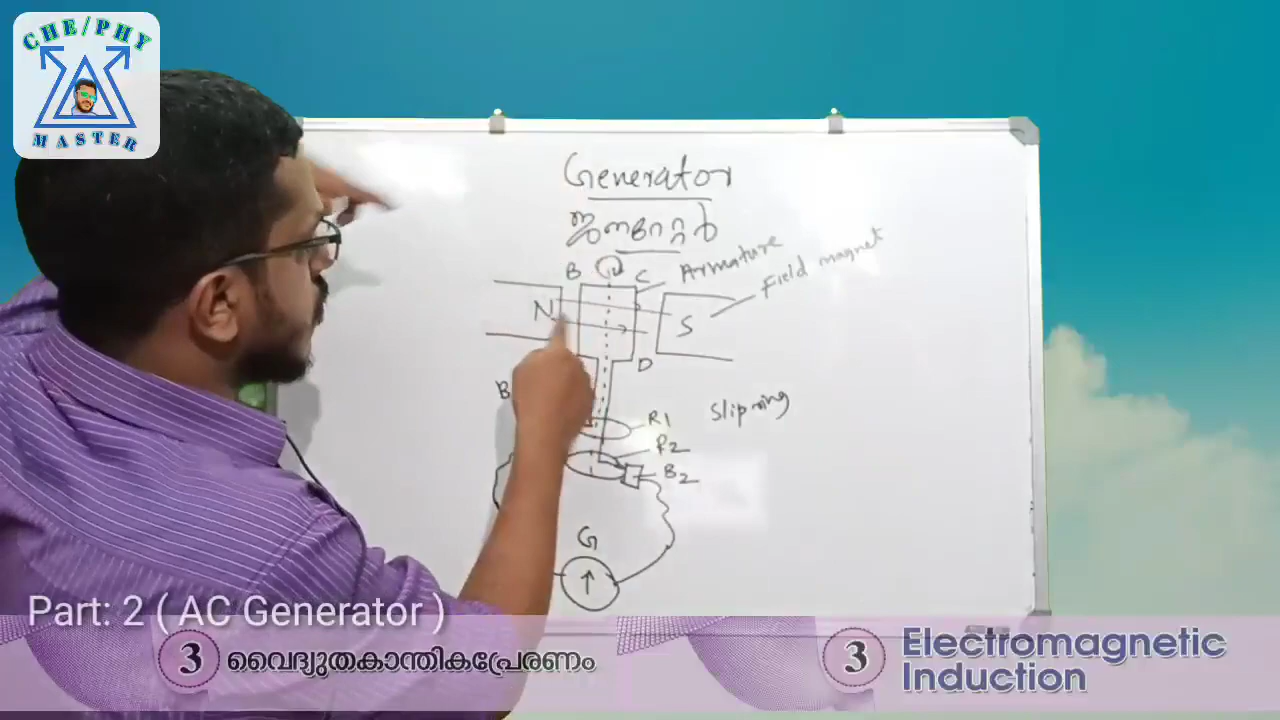 CHE/PHY
MASTER
Generator
ജനറേറ്റർ
B
C
Armature
Field magnet
N
S
D
B
Slip ring
R1
R2
B2
G
Part: 2 ( AC Generator )
3 വൈദ്യുതകാന്തികപ്രേരണം
3 Electromagnetic
Induction